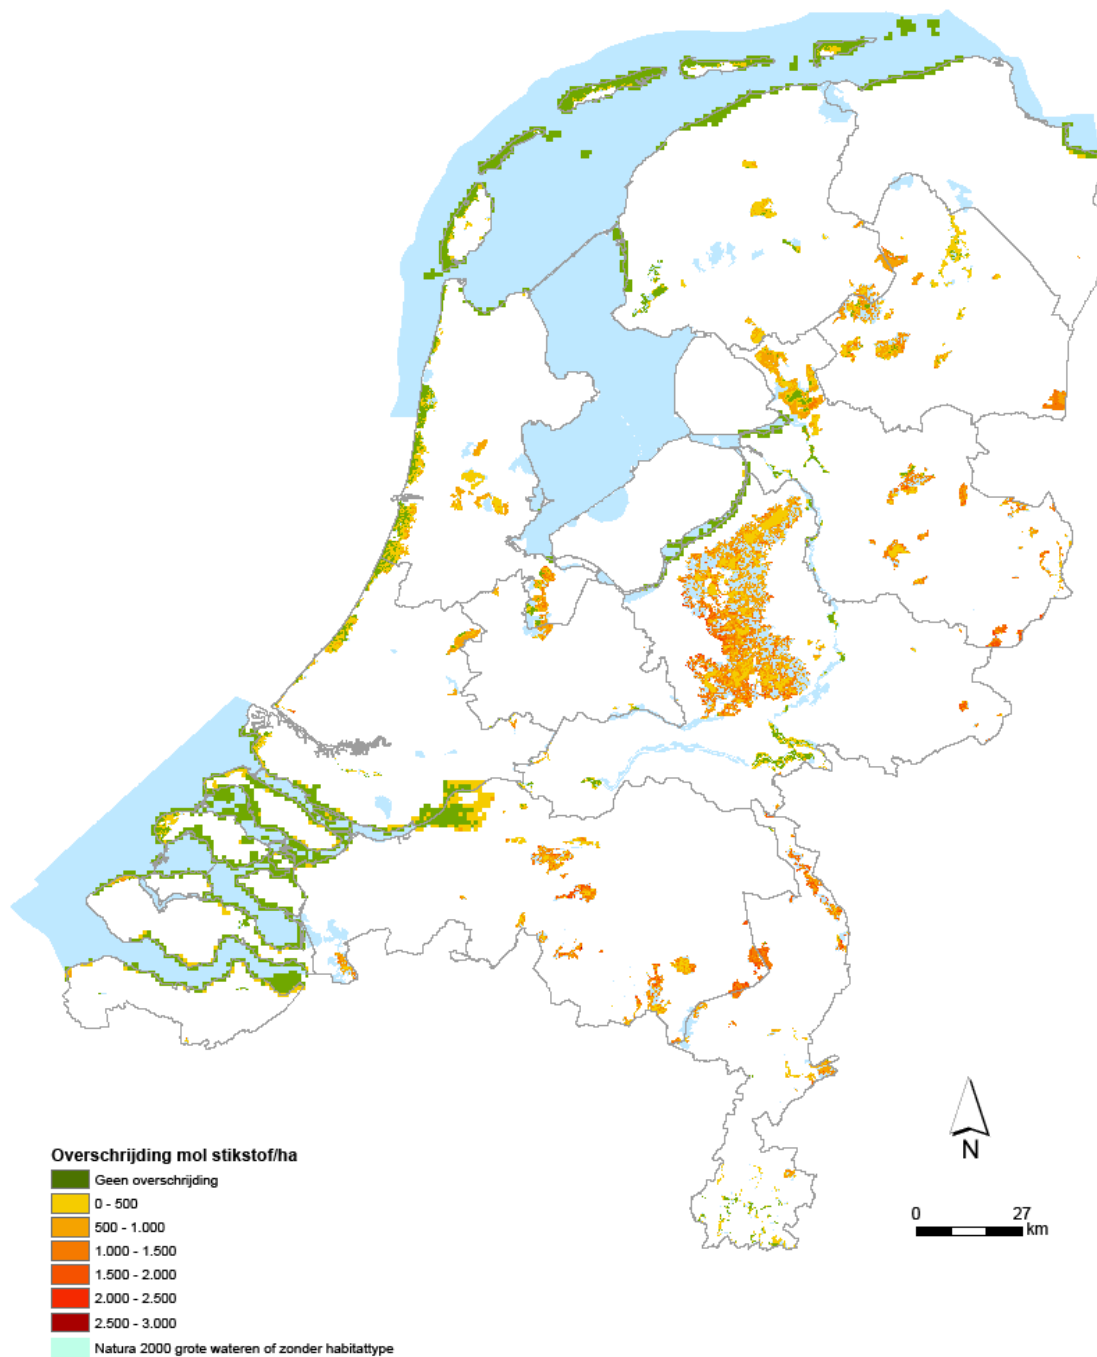 Overschrijding mol stikstof/ha
Geen overschrijding
0 - 500
500 - 1.000
1.000 - 1.500
1.500 - 2.000
2.000 - 2.500
2.500 - 3.000
Natura 2000 grote wateren of zonder habitattype
N
0 27
km